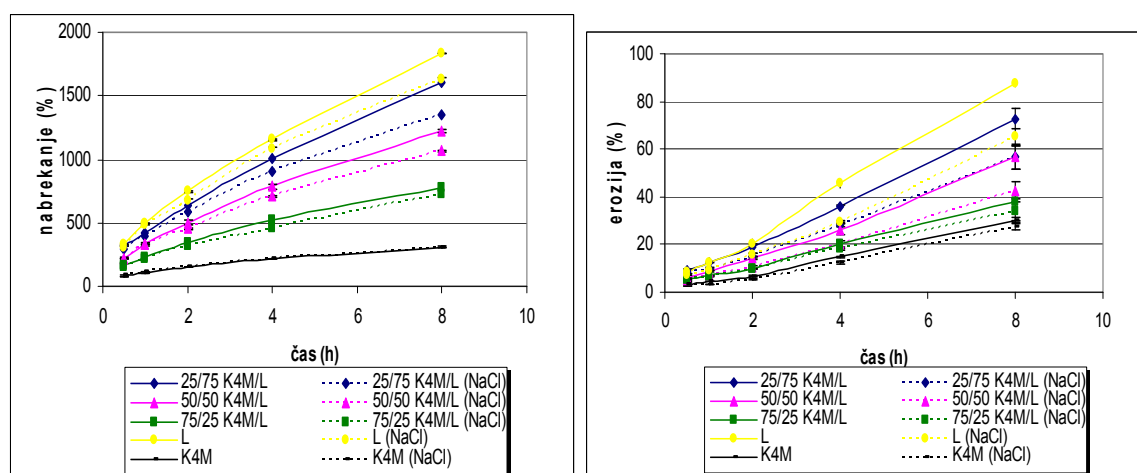 2000
1500
1000
500
0
nabrekanje (%)
0 2 4 6 8 10
čas (h)
25/75 K4M/L 25/75 K4M/L (NaCl)
50/50 K4M/L 50/50 K4M/L (NaCl)
75/25 K4M/L 75/25 K4M/L (NaCl)
L L (NaCl)
K4M K4M (NaCl)
100
80
60
40
20
0
erozija (%)
0 2 4 6 8 10
čas (h)
25/75 K4M/L 25/75 K4M/L (NaCl)
50/50 K4M/L 50/50 K4M/L (NaCl)
75/25 K4M/L 75/25 K4M/L (NaCl)
L L (NaCl)
K4M K4M (NaCl)